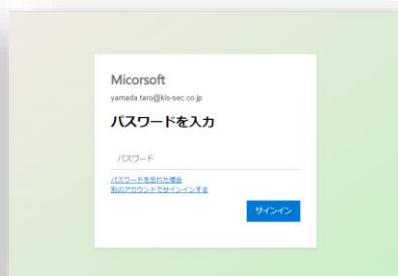 Micorsoft
yamada.taro@kis-sec.co.jp
パスワードを入力
パスワード
パスワードを忘れた場合
別のアカウントでサインインする
サインイン